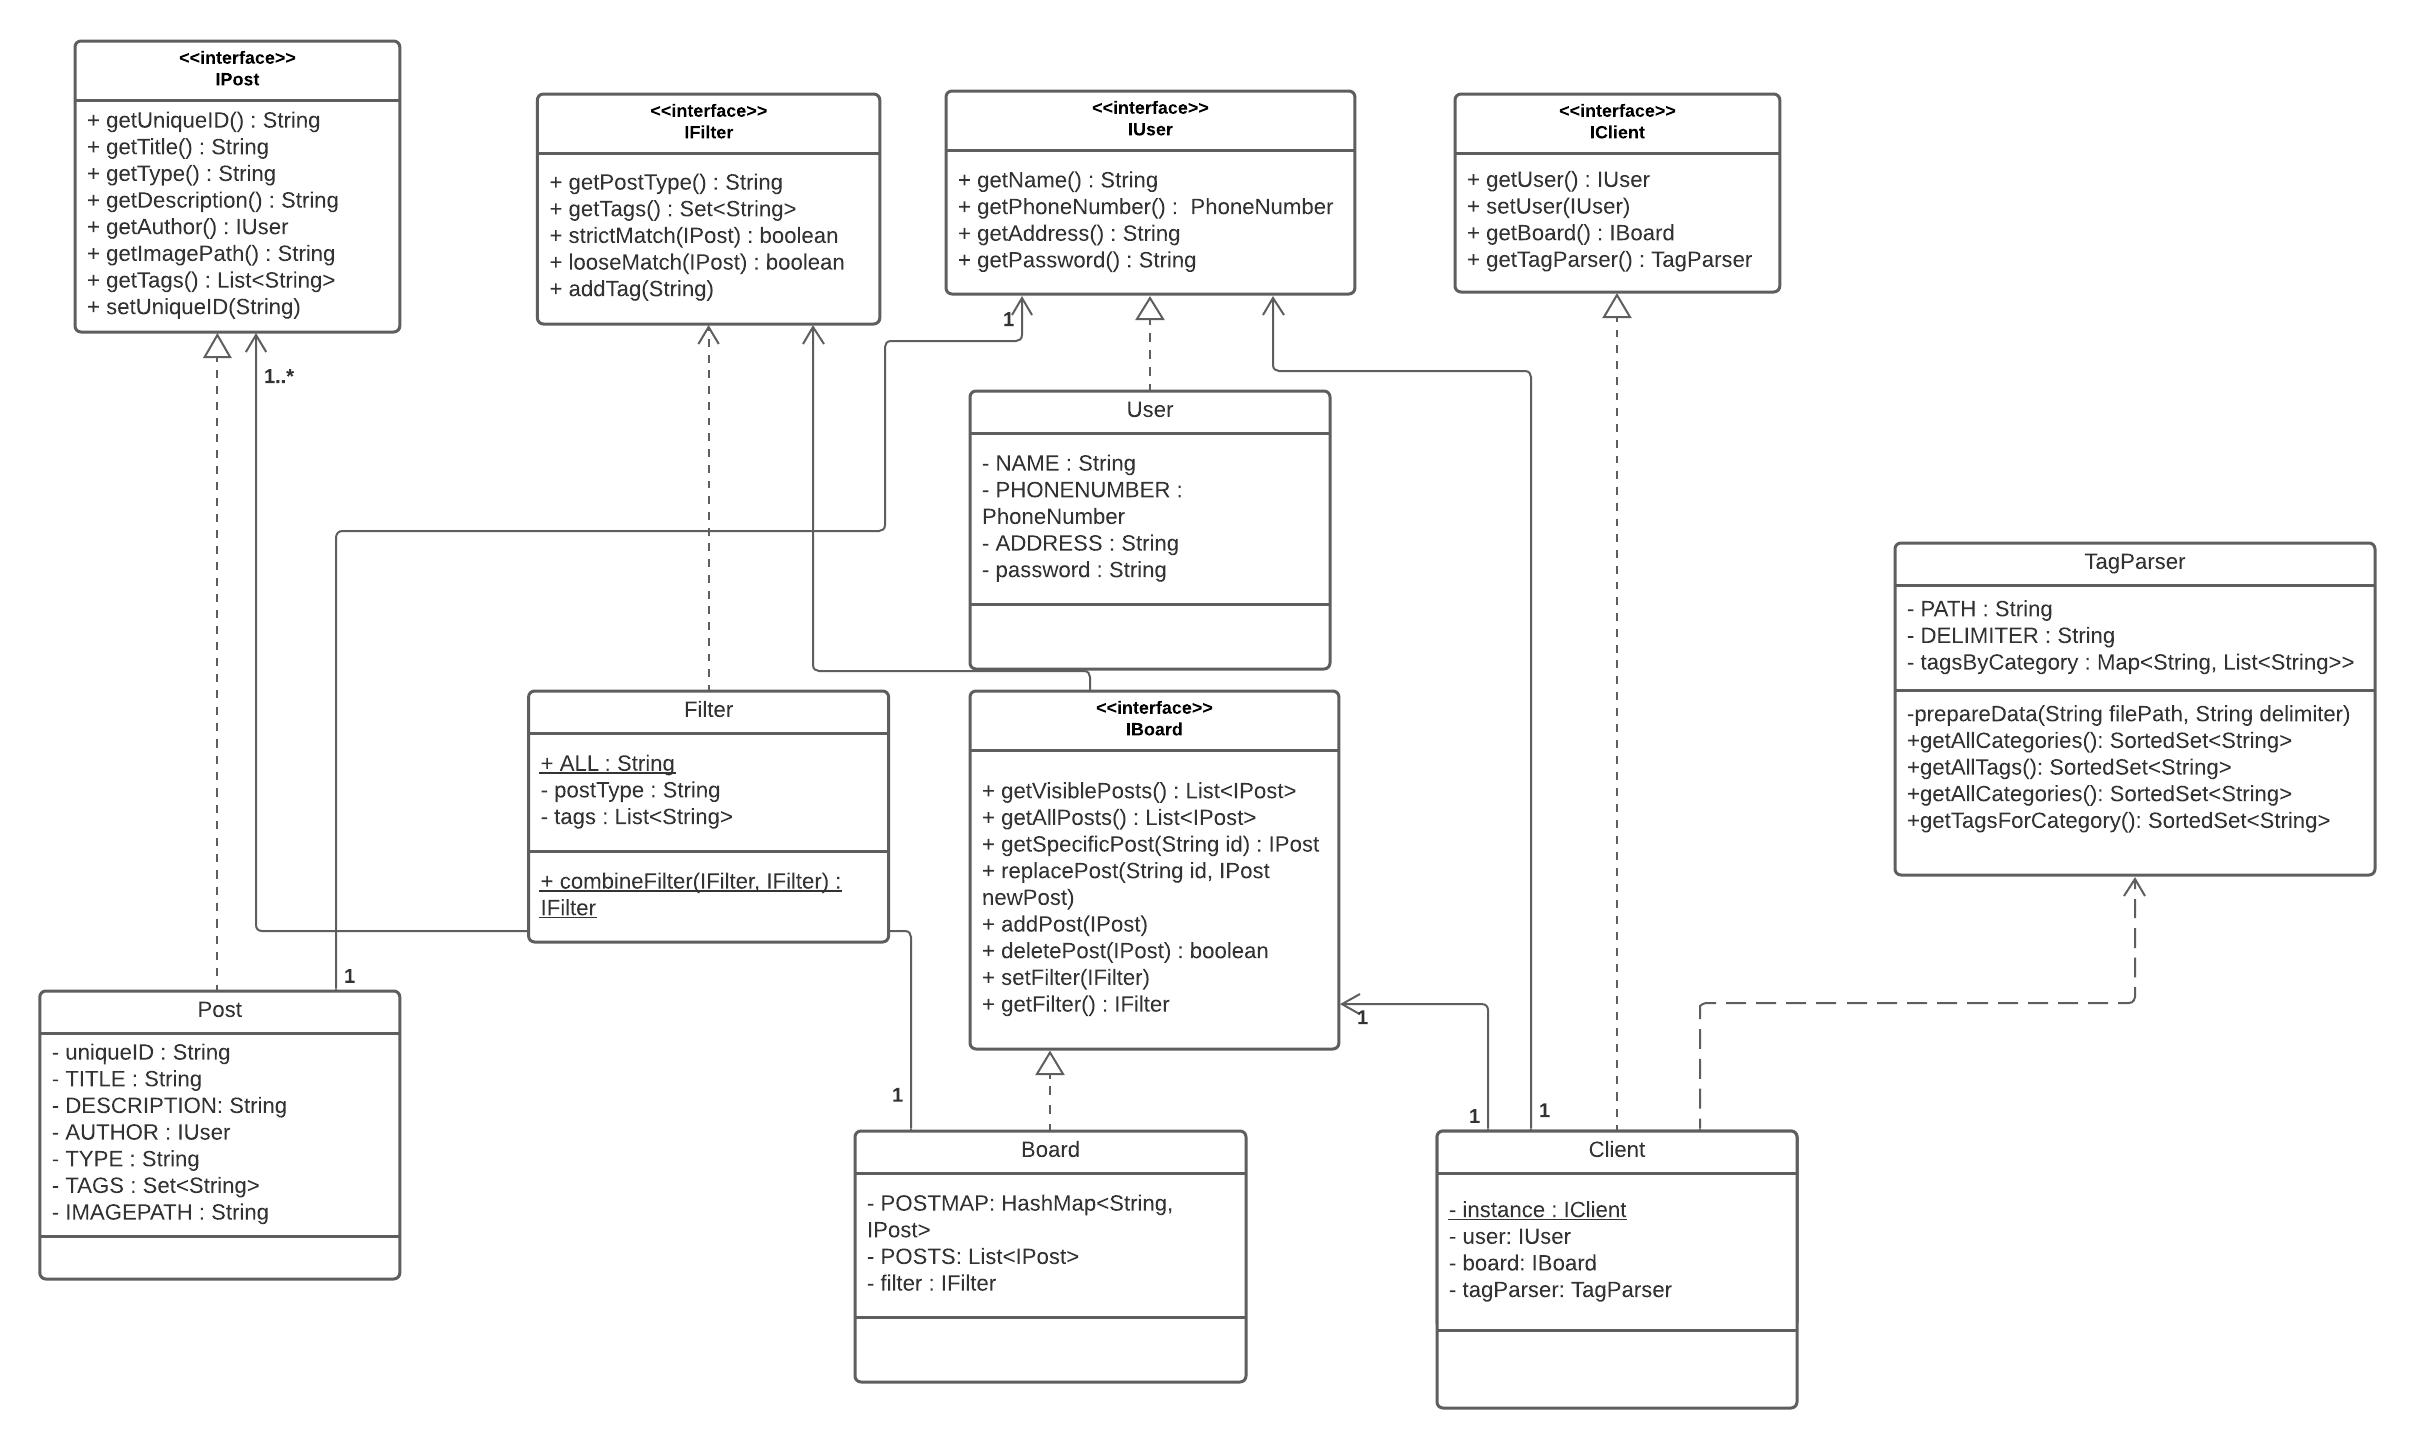 <<interface>>
IPost
+ getUniqueID() : String
+ getTitle() : String
+ getType() : String
+ getDescription() : String
+ getAuthor() : IUser
+ getImagePath() : String
+ getTags() : List<String>
+ setUniqueID(String)
<<interface>>
IFilter
+ getPostType() : String
+ getTags() : Set<String>
+ strictMatch(IPost) : boolean
+ looseMatch(IPost) : boolean
+ addTag(String)
<<interface>>
IUser
+ getName() : String
+ getPhoneNumber() :  PhoneNumber
+ getAddress() : String
+ getPassword() : String
<<interface>>
IClient
+ getUser() : IUser
+ setUser(IUser)
+ getBoard() : IBoard
+ getTagParser() : TagParser
1
1..*
User
- NAME : String
- PHONENUMBER :
PhoneNumber
- ADDRESS : String
- password : String
TagParser
- PATH : String
- DELIMITER : String
- tagsByCategory : Map<String, List<String>>
-prepareData(String filePath, String delimiter)
+getAllCategories(): SortedSet<String>
+getAllTags(): SortedSet<String>
+getAllCategories(): SortedSet<String>
+getTagsForCategory(): SortedSet<String>
Filter
+ ALL : String
- postType : String
- tags : List<String>
+ combineFilter(IFilter, IFilter) :
IFilter
<<interface>>
IBoard
+ getVisiblePosts() : List<IPost>
+ getAllPosts() : List<IPost>
+ getSpecificPost(String id) : IPost
+ replacePost(String id, IPost
newPost)
+ addPost(IPost)
+ deletePost(IPost) : boolean
+ setFilter(IFilter)
+ getFilter() : IFilter
1
1
Post
- uniqueID : String
- TITLE : String
- DESCRIPTION: String
- AUTHOR : IUser
- TYPE : String
- TAGS : Set<String>
- IMAGEPATH : String
1
1
1
Board
- POSTMAP: HashMap<String,
IPost>
- POSTS: List<IPost>
- filter : IFilter
Client
- instance : IClient
- user: IUser
- board: IBoard
- tagParser: TagParser